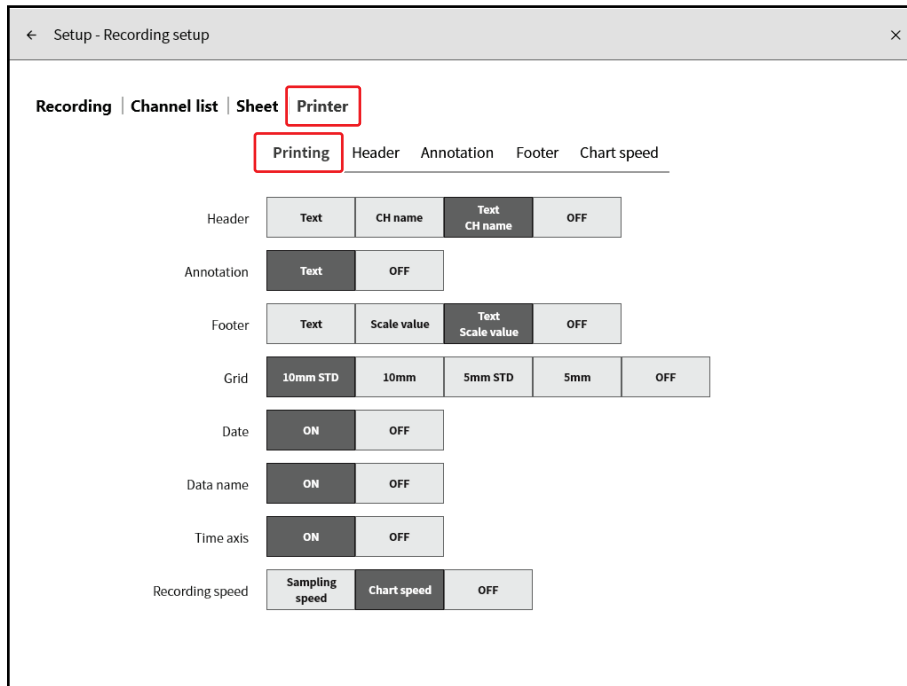 ← Setup - Recording setup ×
Recording | Channel list | Sheet | Printer
Printing Header Annotation Footer Chart speed
Header Text CH name Text CH name OFF
Annotation Text OFF
Footer Text Scale value Text Scale value OFF
Grid 10mm STD 10mm 5mm STD 5mm OFF
Date ON OFF
Data name ON OFF
Time axis ON OFF
Recording speed Sampling speed Chart speed OFF